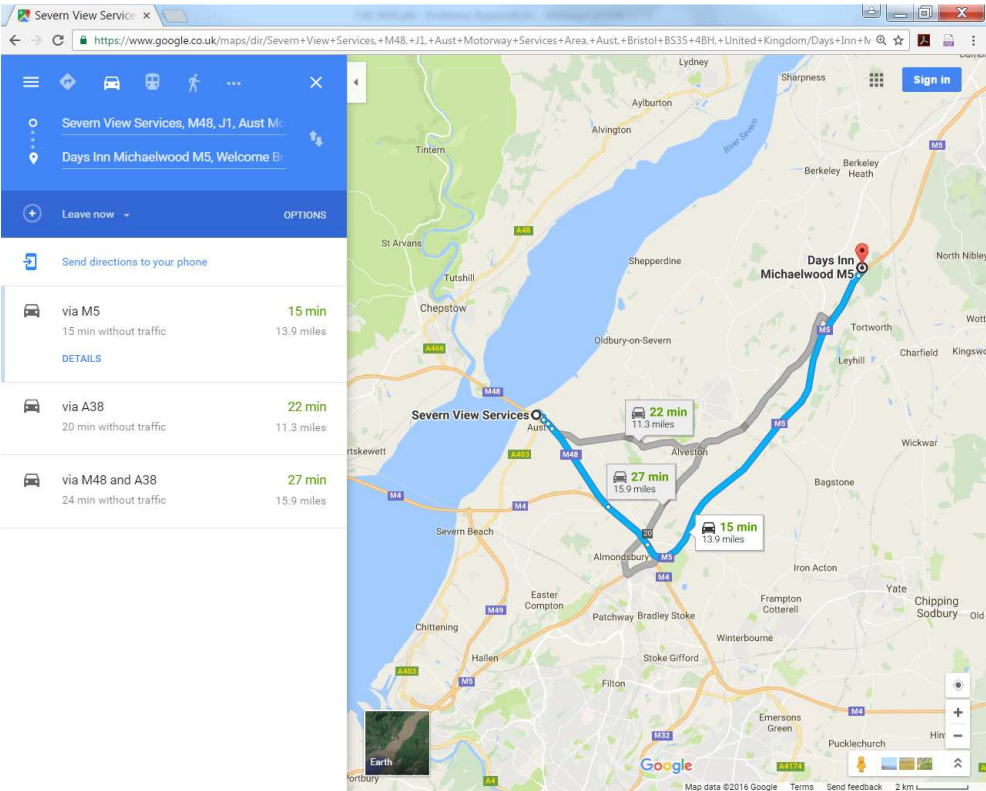 Severn View Service
https://www.google.co.uk/maps/dir/Severn+View+Services,+M48,+J1,+Aust+Motorway+Services+Area,+Aust,+Bristol+BS35+4BH,+United+Kingdom/Days+Inn+M
Severn View Services, M48, J1, Aust Mo
Days Inn Michaelwood M5, Welcome Br
Leave now
OPTIONS
Send directions to your phone
via M5 15 min
15 min without traffic 13.9 miles
DETAILS
via A38 22 min
20 min without traffic 11.3 miles
via M48 and A38 27 min
24 min without traffic 15.9 miles
Sign in
Lydney
Sharpness
Aylburton
Alvington
River Severn
Tintern
M5
Berkeley
Berkeley Heath
A48
St Arvans
Shepperdine
Days Inn
Michaelwood M5
North Nibley
Tutshill
Chepstow
M5
Tortworth
Wott
Oldbury-on-Severn
A466
Leyhill
Charfield
Kingswo
M48
Severn View Services
22 min
11.3 miles
Aust
M5
Wickwar
rtskewett
A403
M48
Alveston
27 min
15.9 miles
Bagstone
M4
M4
Severn Beach
20
15 min
13.9 miles
Almondsbury
M5
M4
Iron Acton
Yate
Easter
Compton
Frampton
Cotterell
Chipping
Sodbury
Old
M49
Patchway
Bradley Stoke
Chittening
Winterbourne
Hallen
Stoke Gifford
A403
M5
Filton
Emersons
Green
M4
M32
Pucklechurch
Hin
Earth
Google
Portbury
A4
A4174
Map data ©2016 Google Terms Send feedback 2 km